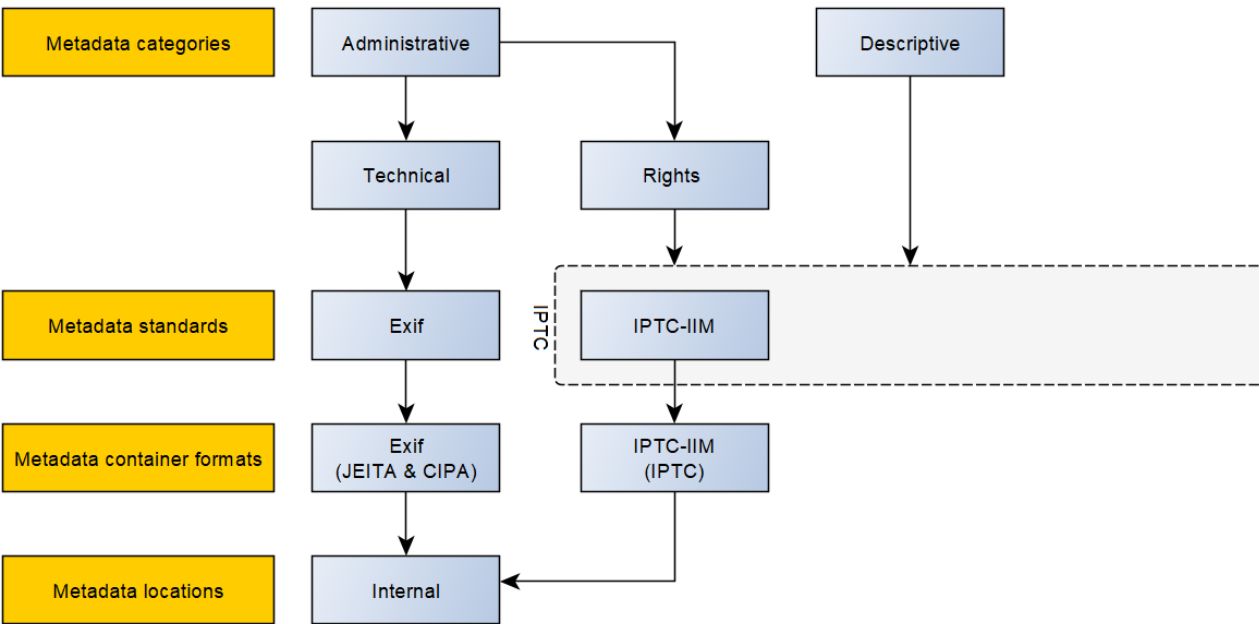 Metadata categories
Administrative
Descriptive
Technical
Rights
Metadata standards
Exif
IPTC
IPTC-IIM
Metadata container formats
Exif
(JEITA & CIPA)
IPTC-IIM
(IPTC)
Metadata locations
Internal